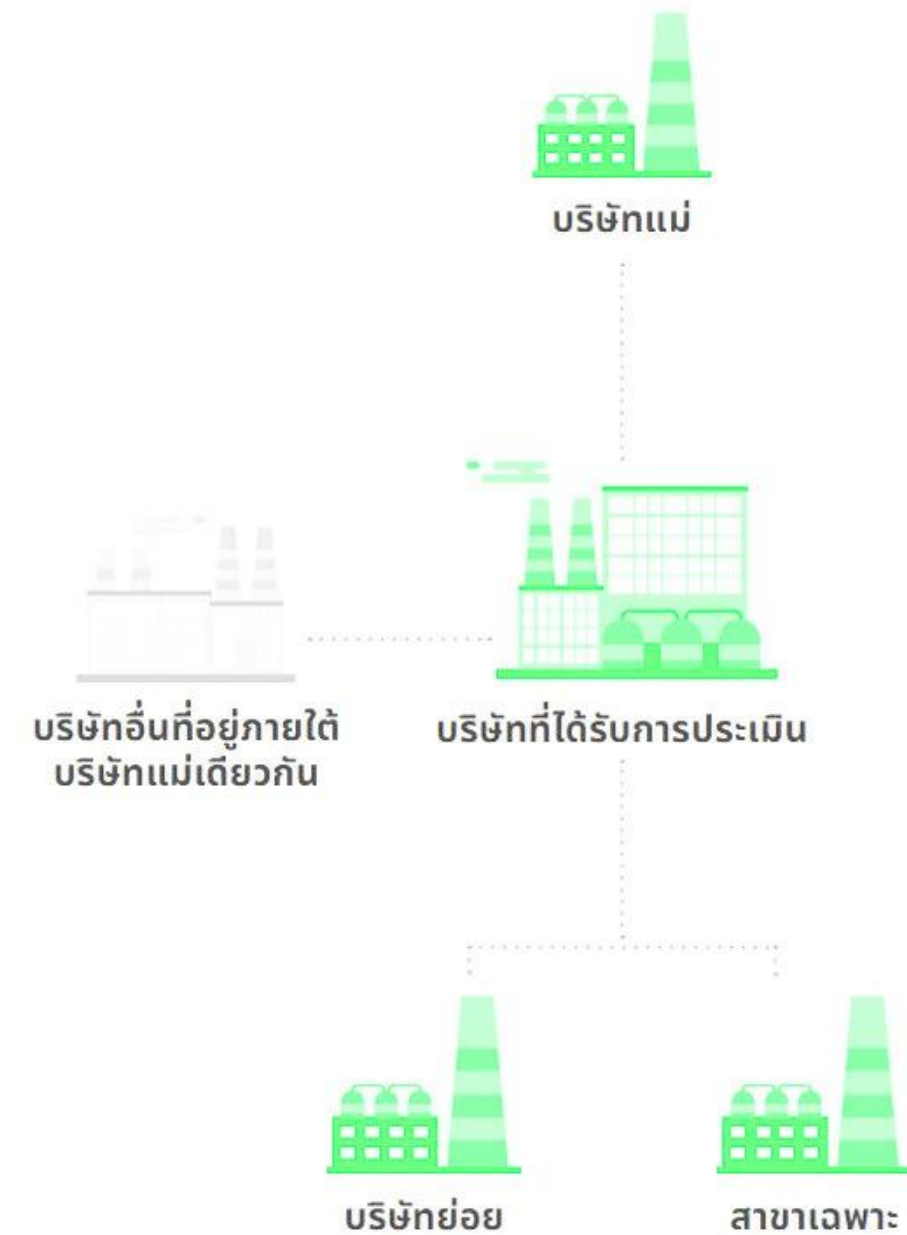 บริษัทแม่
บริษัทอื่นที่อยู่ภายใต้
บริษัทแม่เดียวกัน
บริษัทที่ได้รับการประเมิน
บริษัทย่อย
สาขาเฉพาะ